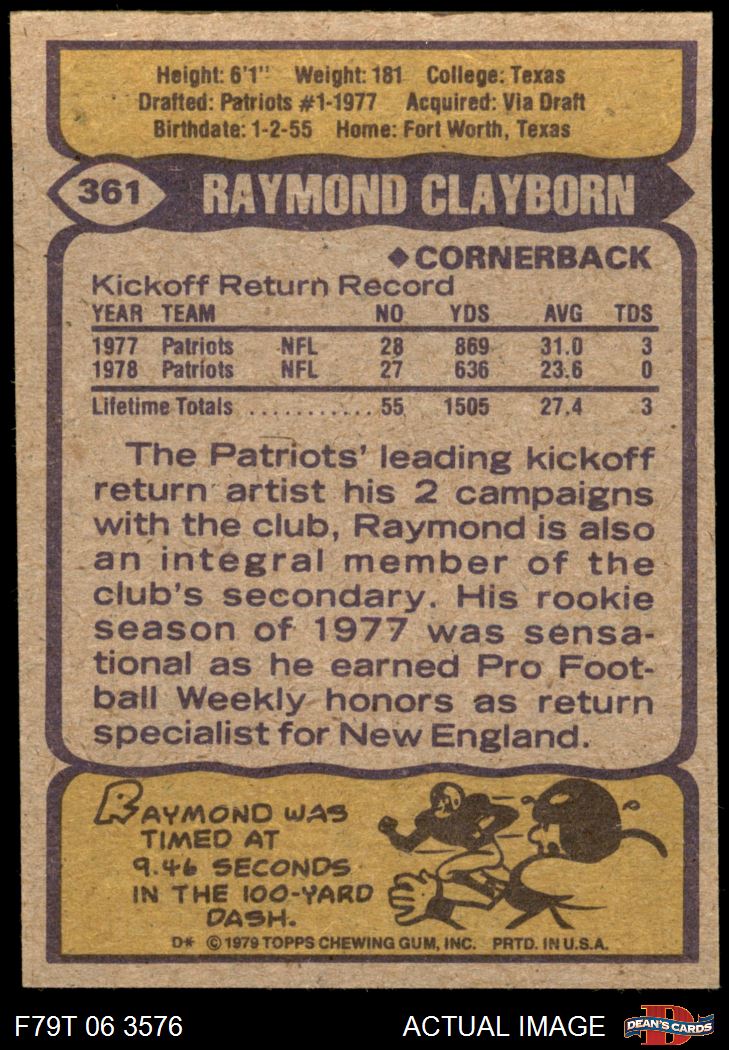 Height: 6'1" Weight: 181 College: Texas
Drafted: Patriots #1-1977 Acquired: Via Draft
Birthdate: 1-2-55 Home: Fort Worth, Texas
361 RAYMOND CLAYBORN
◆CORNERBACK
Kickoff Return Record
YEAR TEAM NO YDS AVG TDS
1977 Patriots NFL 28 869 31.0 3
1978 Patriots NFL 27 636 23.6 0
Lifetime Totals ........... 55 1505 27.4 3
The Patriots' leading kickoff
return artist his 2 campaigns
with the club, Raymond is also
an integral member of the
club's secondary. His rookie
season of 1977 was sensa-
tional as he earned Pro Foot-
ball Weekly honors as return
specialist for New England.
RAYMOND WAS
TIMED AT
9.46 SECONDS
IN THE 100-YARD
DASH.
D* © 1979 TOPPS CHEWING GUM, INC. PRTD. IN U.S.A.
F79T 06 3576 ACTUAL IMAGE D DEAN'S CARDS